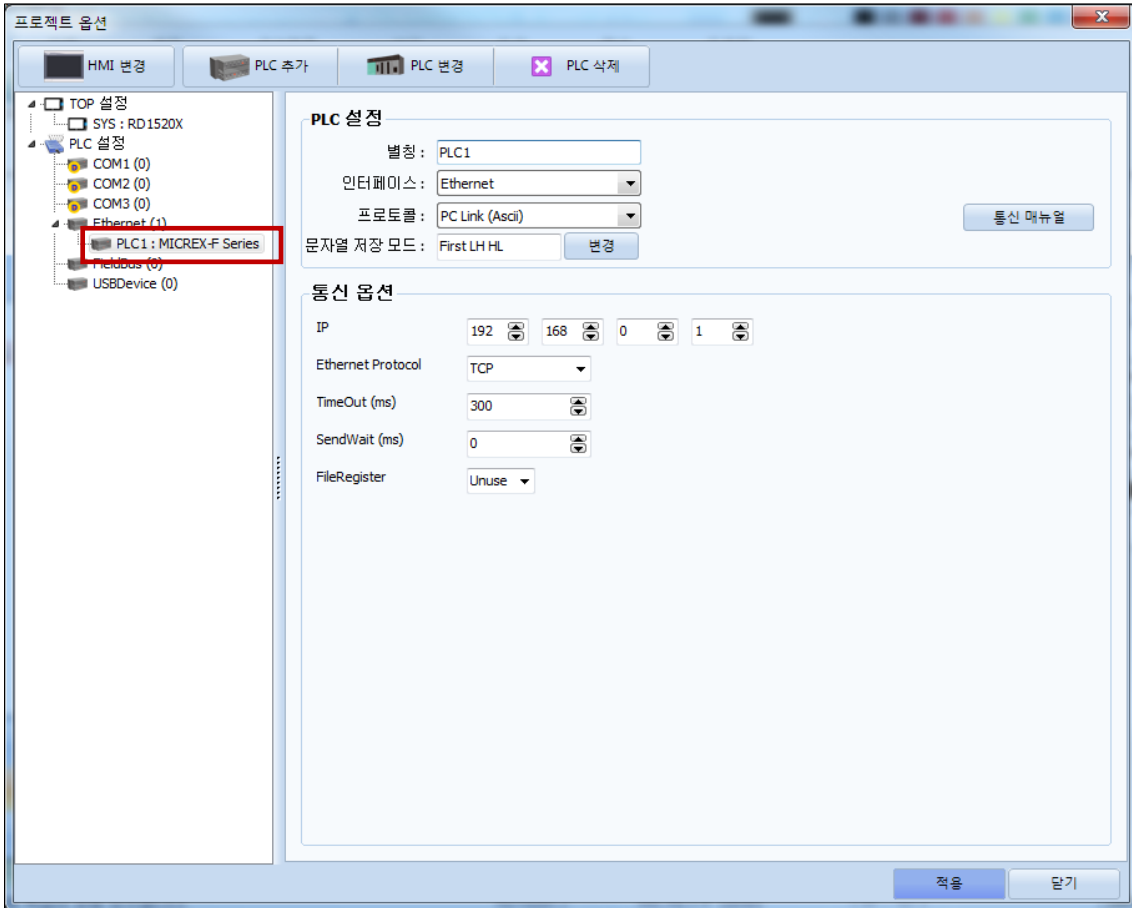 프로젝트 옵션
HMI 변경 PLC 추가 PLC 변경 PLC 삭제
TOP 설정
SYS : RD1520X
PLC 설정
COM1 (0)
COM2 (0)
COM3 (0)
Ethernet (1)
PLC1 : MICREX-F Series
FieldBus (0)
USBDevice (0)
PLC 설정
별칭 : PLC1
인터페이스 : Ethernet
프로토콜 : PC Link (Ascii)
통신 매뉴얼
문자열 저장 모드 : First LH HL 변경
통신 옵션
IP 192 168 0 1
Ethernet Protocol TCP
TimeOut (ms) 300
SendWait (ms) 0
FileRegister Unuse
적용 닫기